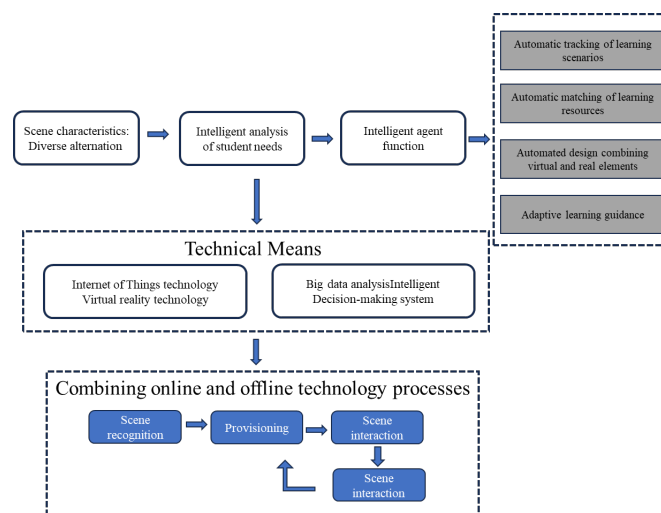 Automatic tracking of learning
scenarios
Automatic matching of learning
resources
Automated design combining
virtual and real elements
Adaptive learning guidance
Scene characteristics:
Diverse alternation
Intelligent analysis
of student needs
Intelligent agent
function
Technical Means
Internet of Things technology
Virtual reality technology
Big data analysisIntelligent
Decision-making system
Combining online and offline technology processes
Scene
recognition
Provisioning
Scene
interaction
Scene
interaction